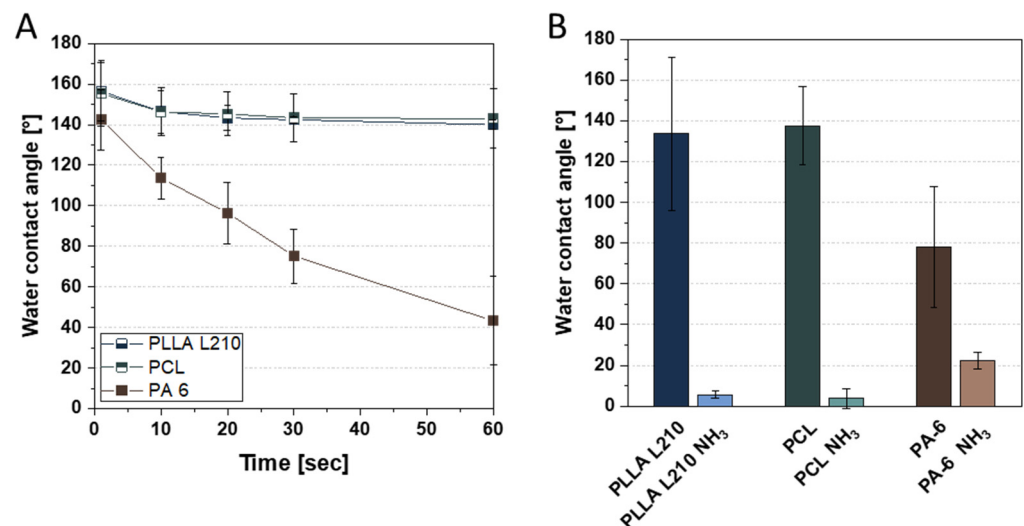 A
180
160
140
120
100
80
60
40
20
0
Water contact angle [°]
PLLA L210
PCL
PA 6
0 10 20 30 40 50 60
Time [sec]
B
180
160
140
120
100
80
60
40
20
0
Water contact angle [°]
PLLA L210
PLLA L210 NH₃
PCL
PCL NH₃
PA-6
PA-6 NH₃